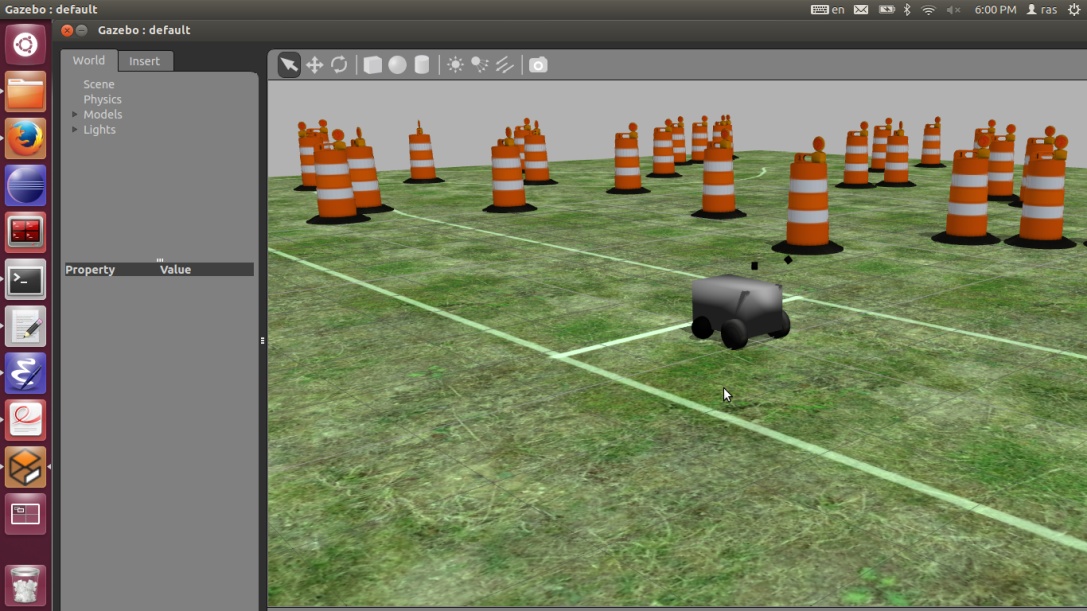 Gazebo : default
en
6:00 PM
ras
Gazebo : default
World
Insert
Scene
Physics
Models
Lights
Property Value